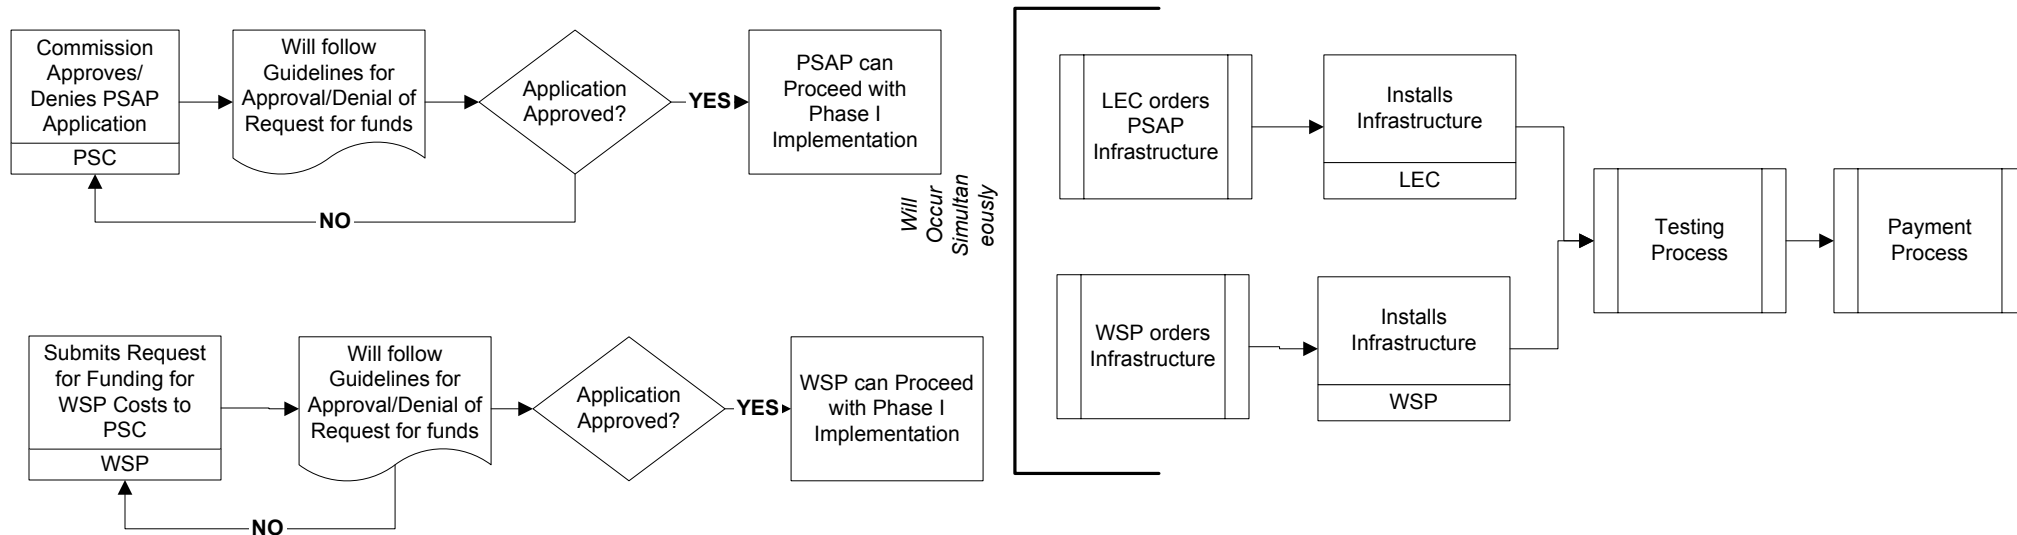 Commission
Approves/
Denies PSAP
Application
PSC
Will follow
Guidelines for
Approval/Denial of
Request for funds
Application
Approved?
YES
PSAP can
Proceed with
Phase I
Implementation
NO
Submits Request
for Funding for
WSP Costs to
PSC
WSP
Will follow
Guidelines for
Approval/Denial of
Request for funds
Application
Approved?
YES
WSP can Proceed
with Phase I
Implementation
NO
Will
Occur
Simultan
eously
LEC orders
PSAP
Infrastructure
Installs
Infrastructure
LEC
WSP orders
Infrastructure
Installs
Infrastructure
WSP
Testing
Process
Payment
Process